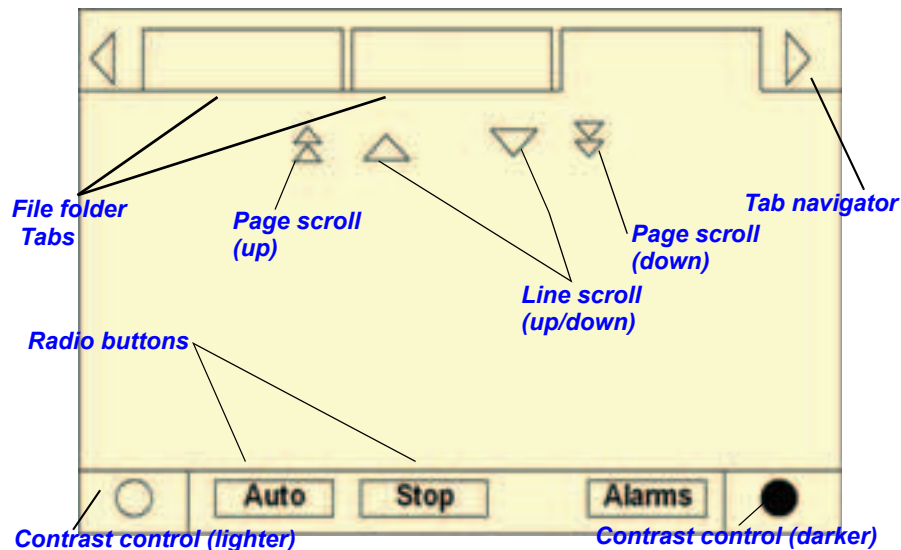 File folder
Tabs
Page scroll
(up)
Page scroll
(down)
Tab navigator
Line scroll
(up/down)
Radio buttons
Auto
Stop
Alarms
Contrast control (lighter)
Contrast control (darker)